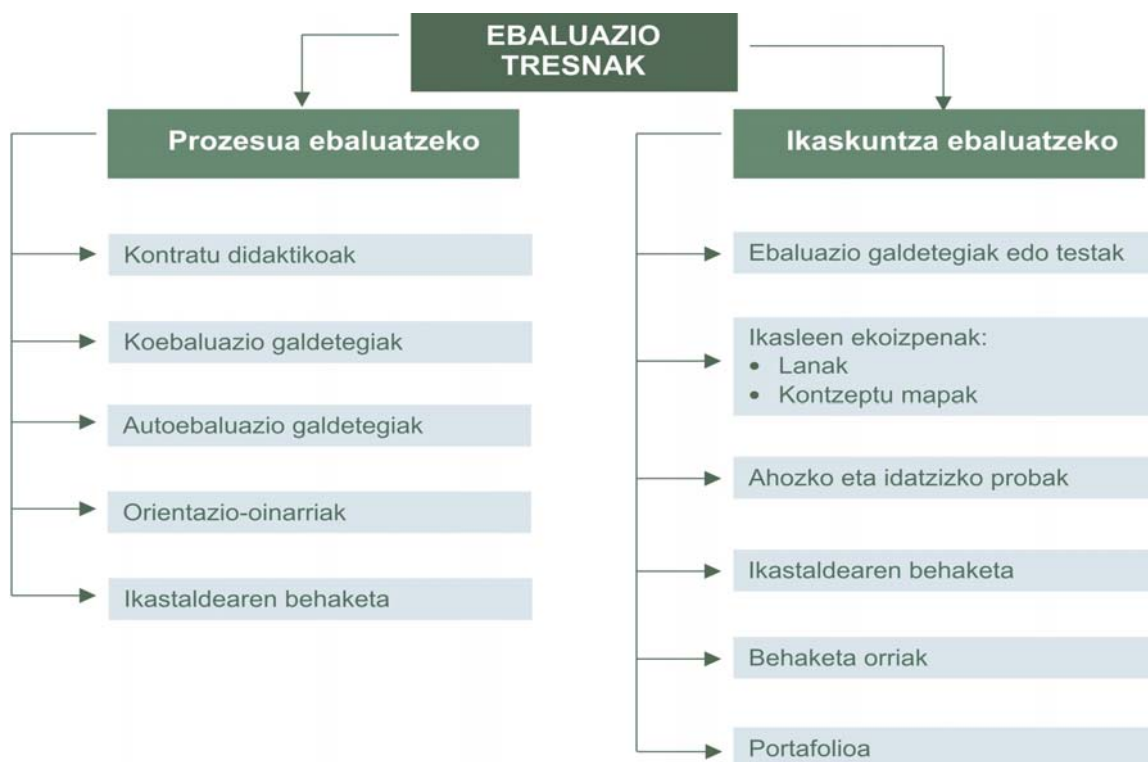 EBALUAZIO
TRESNAK
Prozesua ebaluatzeko
Kontratu didaktikoak
Koebaluazio galdetegiak
Autoebaluazio galdetegiak
Orientazio-oinarriak
Ikastaldearen behaketa
Ikaskuntza ebaluatzeko
Ebaluazio galdetegiak edo testak
Ikasleen ekoizpenak:
• Lanak
• Kontzeptu mapak
Ahozko eta idatzizko probak
Ikastaldearen behaketa
Behaketa orriak
Portafolioa